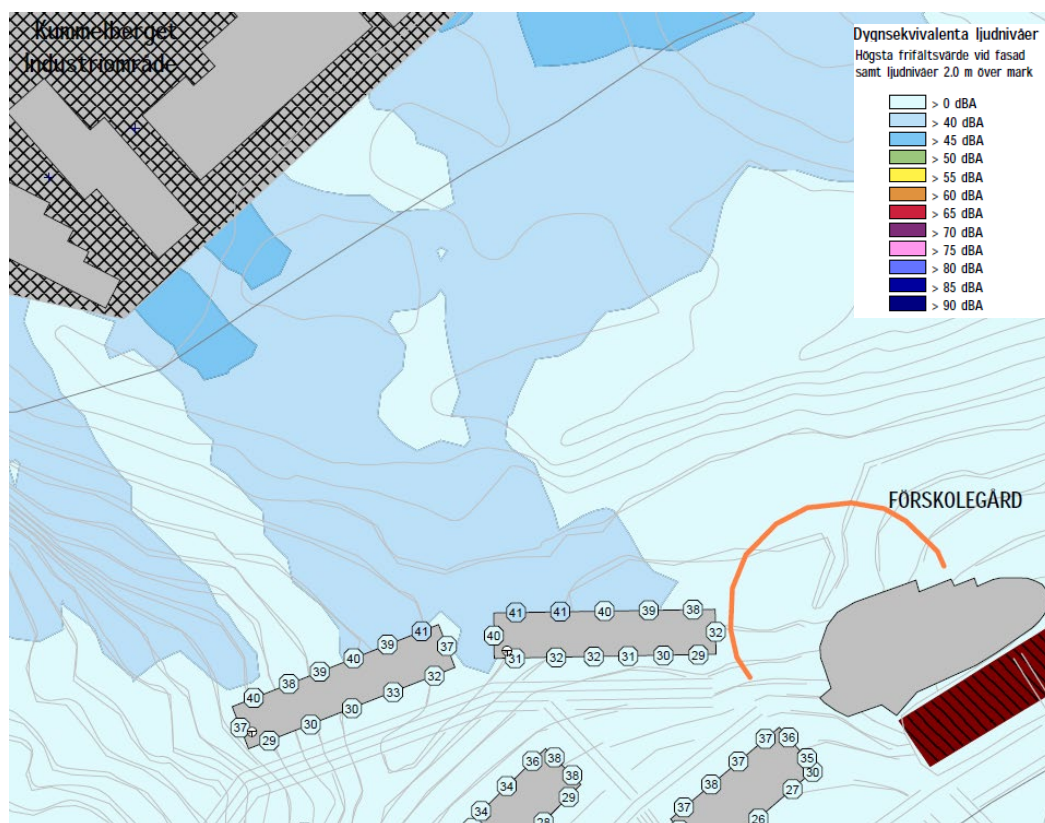 Kummelberget
Industriområde
Dygnsekvivalenta ljudnivåer
Högsta frifältsvärde vid fasad
samt ljudnivåer 2.0 m över mark
> 0 dBA
> 40 dBA
> 45 dBA
> 50 dBA
> 55 dBA
> 60 dBA
> 65 dBA
> 70 dBA
> 75 dBA
> 80 dBA
> 85 dBA
> 90 dBA
FÖRSKOLEGÅRD
41 41 40 39 38
40 32
31 32 32 31 30 29
40 38 39 40 39 41
37 37
29 30 30 33 32
34 34 36 38 38
29
28
37 38 37 37 36 35
30
27
26